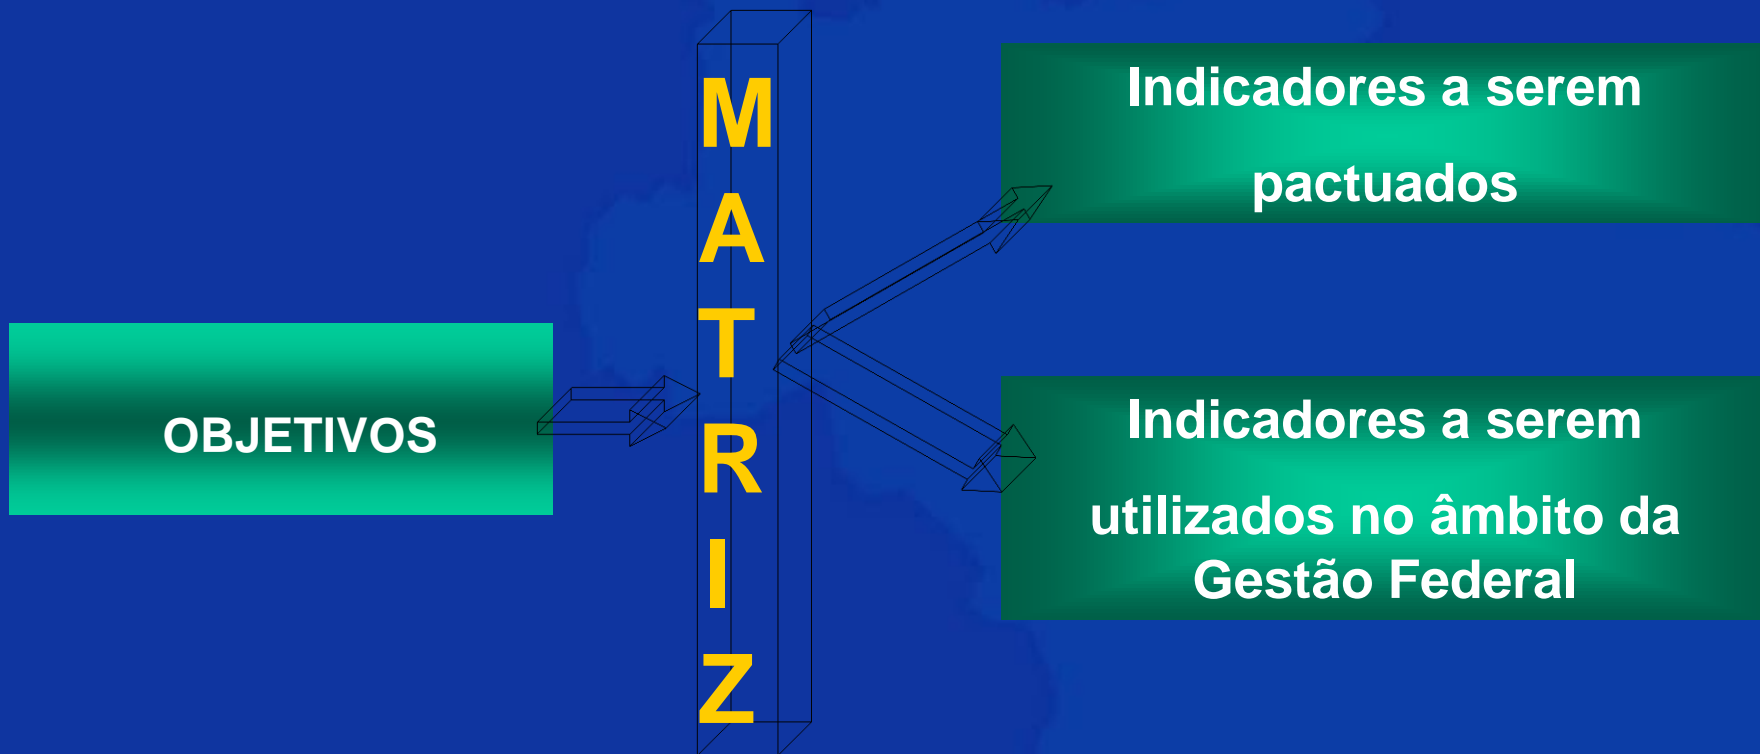 OBJETIVOS
M
A
T
R
I
Z
Indicadores a serem
pactuados
Indicadores a serem
utilizados no âmbito da
Gestão Federal